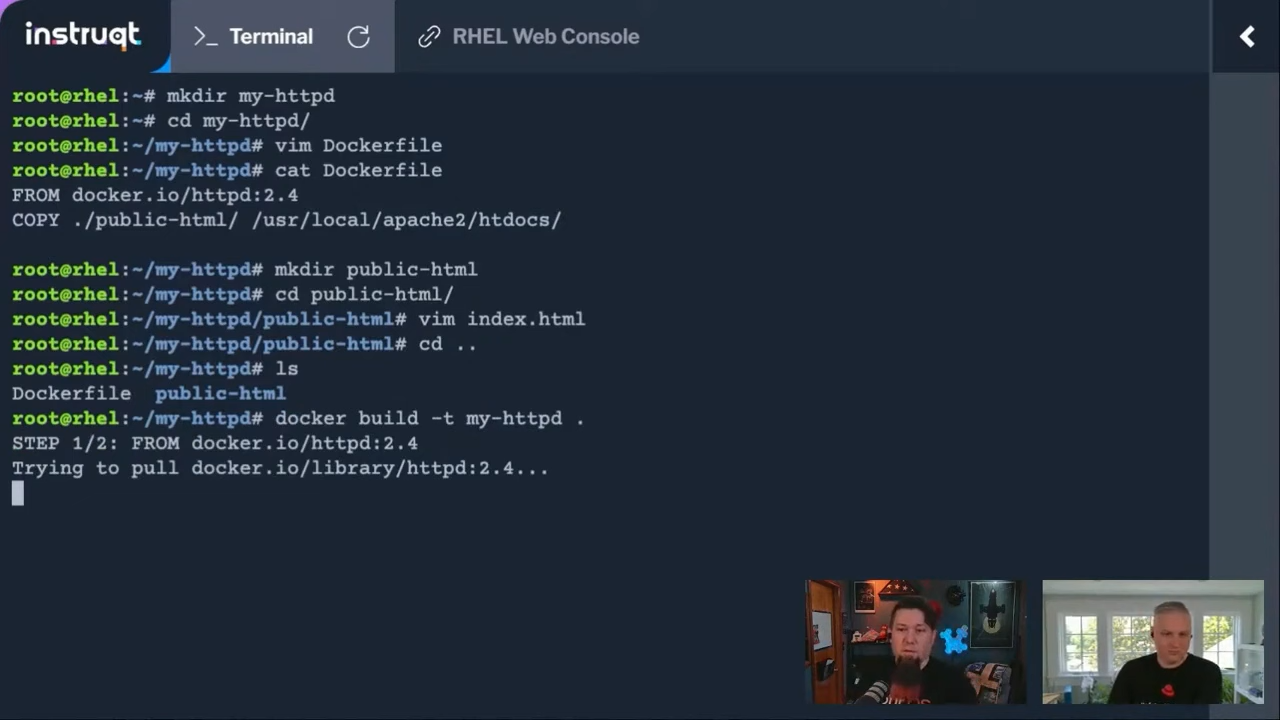 instruqt
>_ Terminal
RHEL Web Console
root@rhel:~# mkdir my-httpd
root@rhel:~# cd my-httpd/
root@rhel:~/my-httpd# vim Dockerfile
root@rhel:~/my-httpd# cat Dockerfile
FROM docker.io/httpd:2.4
COPY ./public-html/ /usr/local/apache2/htdocs/
root@rhel:~/my-httpd# mkdir public-html
root@rhel:~/my-httpd# cd public-html/
root@rhel:~/my-httpd/public-html# vim index.html
root@rhel:~/my-httpd/public-html# cd ..
root@rhel:~/my-httpd# ls
Dockerfile  public-html
root@rhel:~/my-httpd# docker build -t my-httpd .
STEP 1/2: FROM docker.io/httpd:2.4
Trying to pull docker.io/library/httpd:2.4...